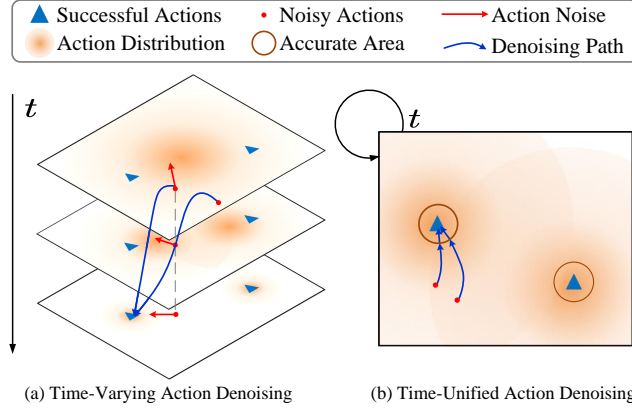 Successful Actions Noisy Actions Action Noise
Action Distribution Accurate Area Denoising Path
t
t
(a) Time-Varying Action Denoising (b) Time-Unified Action Denoising